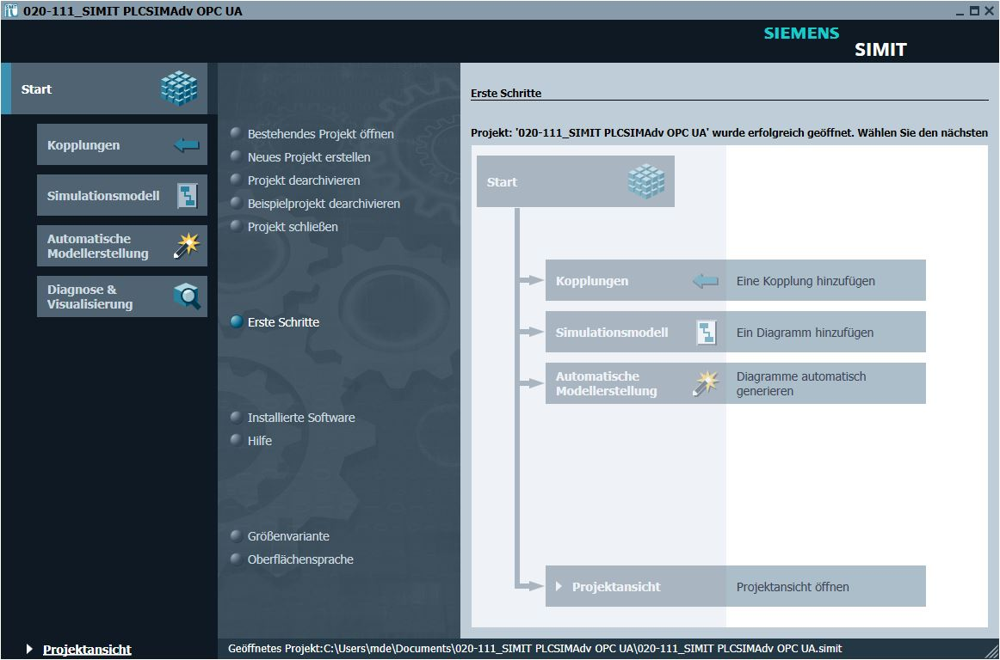 020-111_SIMIT PLCSIMAdv OPC UA
SIEMENS
SIMIT
Start
Kopplungen
Simulationsmodell
Automatische
Modellerstellung
Diagnose &
Visualisierung
Projektansicht
Bestehendes Projekt öffnen
Neues Projekt erstellen
Projekt dearchivieren
Beispielprojekt dearchivieren
Projekt schließen
Erste Schritte
Installierte Software
Hilfe
Größenvariante
Oberflächensprache
Erste Schritte
Projekt: '020-111_SIMIT PLCSIMAdv OPC UA' wurde erfolgreich geöffnet. Wählen Sie den nächsten
Start
Kopplungen
Eine Kopplung hinzufügen
Simulationsmodell
Ein Diagramm hinzufügen
Automatische
Modellerstellung
Diagramme automatisch
generieren
Projektansicht
Projektansicht öffnen
Geöffnetes Projekt:C:\Users\mde\Documents\020-111_SIMIT PLCSIMAdv OPC UA\020-111_SIMIT PLCSIMAdv OPC UA.simit